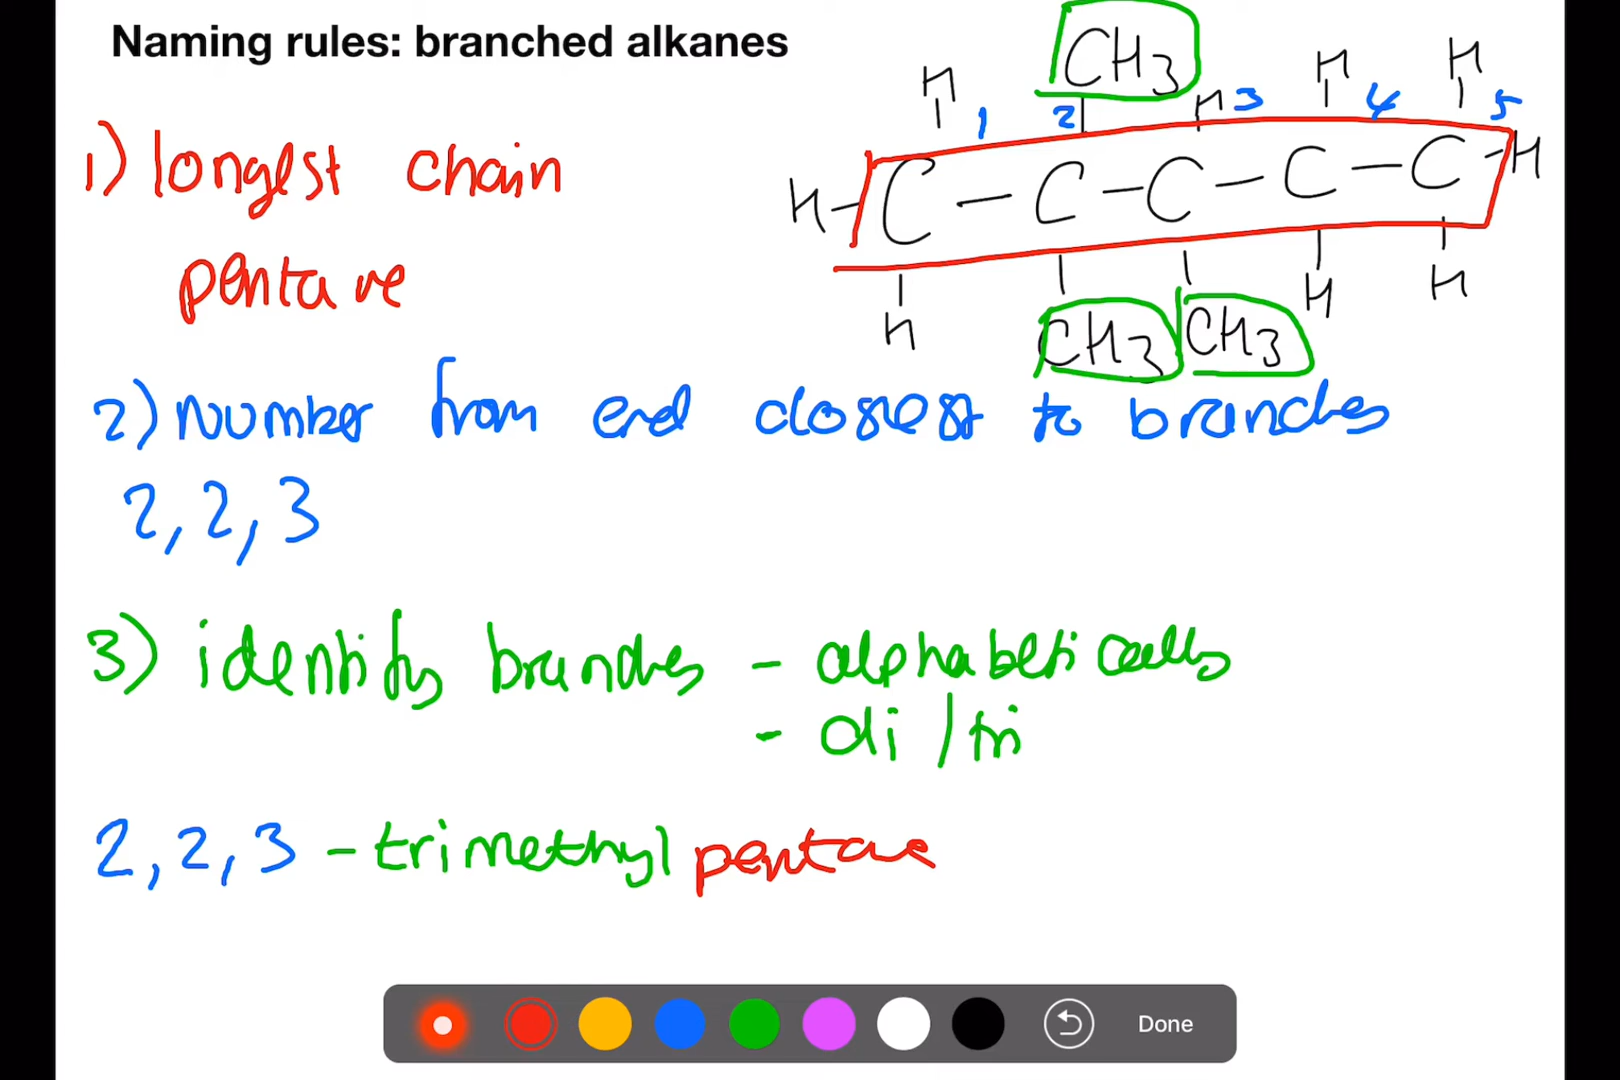 Naming rules: branched alkanes
CH3
H H H H
1 2 3 4 5
1) longest chain
H-C-C-C-C-C-H
pentane
H CH3 CH3 H H
2) Number from end closest to branches
2, 2, 3
3) identify branches - alphabetically
- di / tri
2, 2, 3 - trimethyl pentane
Done